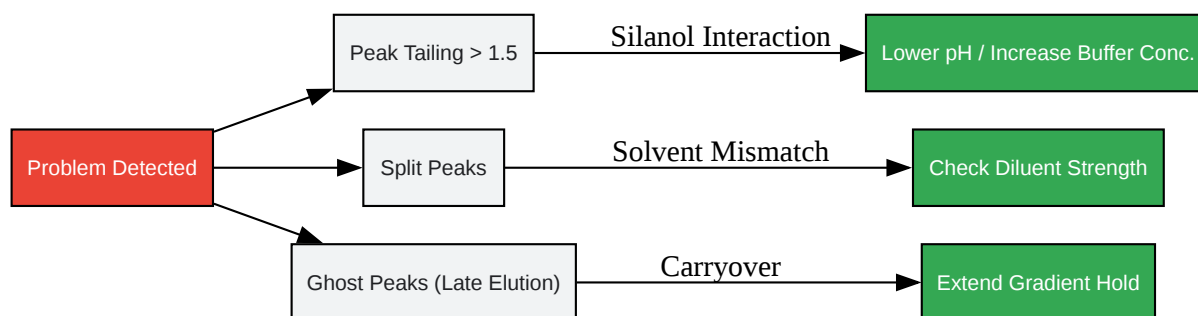 Peak Tailing > 1.5
Silanol Interaction
Lower pH / Increase Buffer Conc.
Problem Detected
Split Peaks
Solvent Mismatch
Check Diluent Strength
Ghost Peaks (Late Elution)
Carryover
Extend Gradient Hold